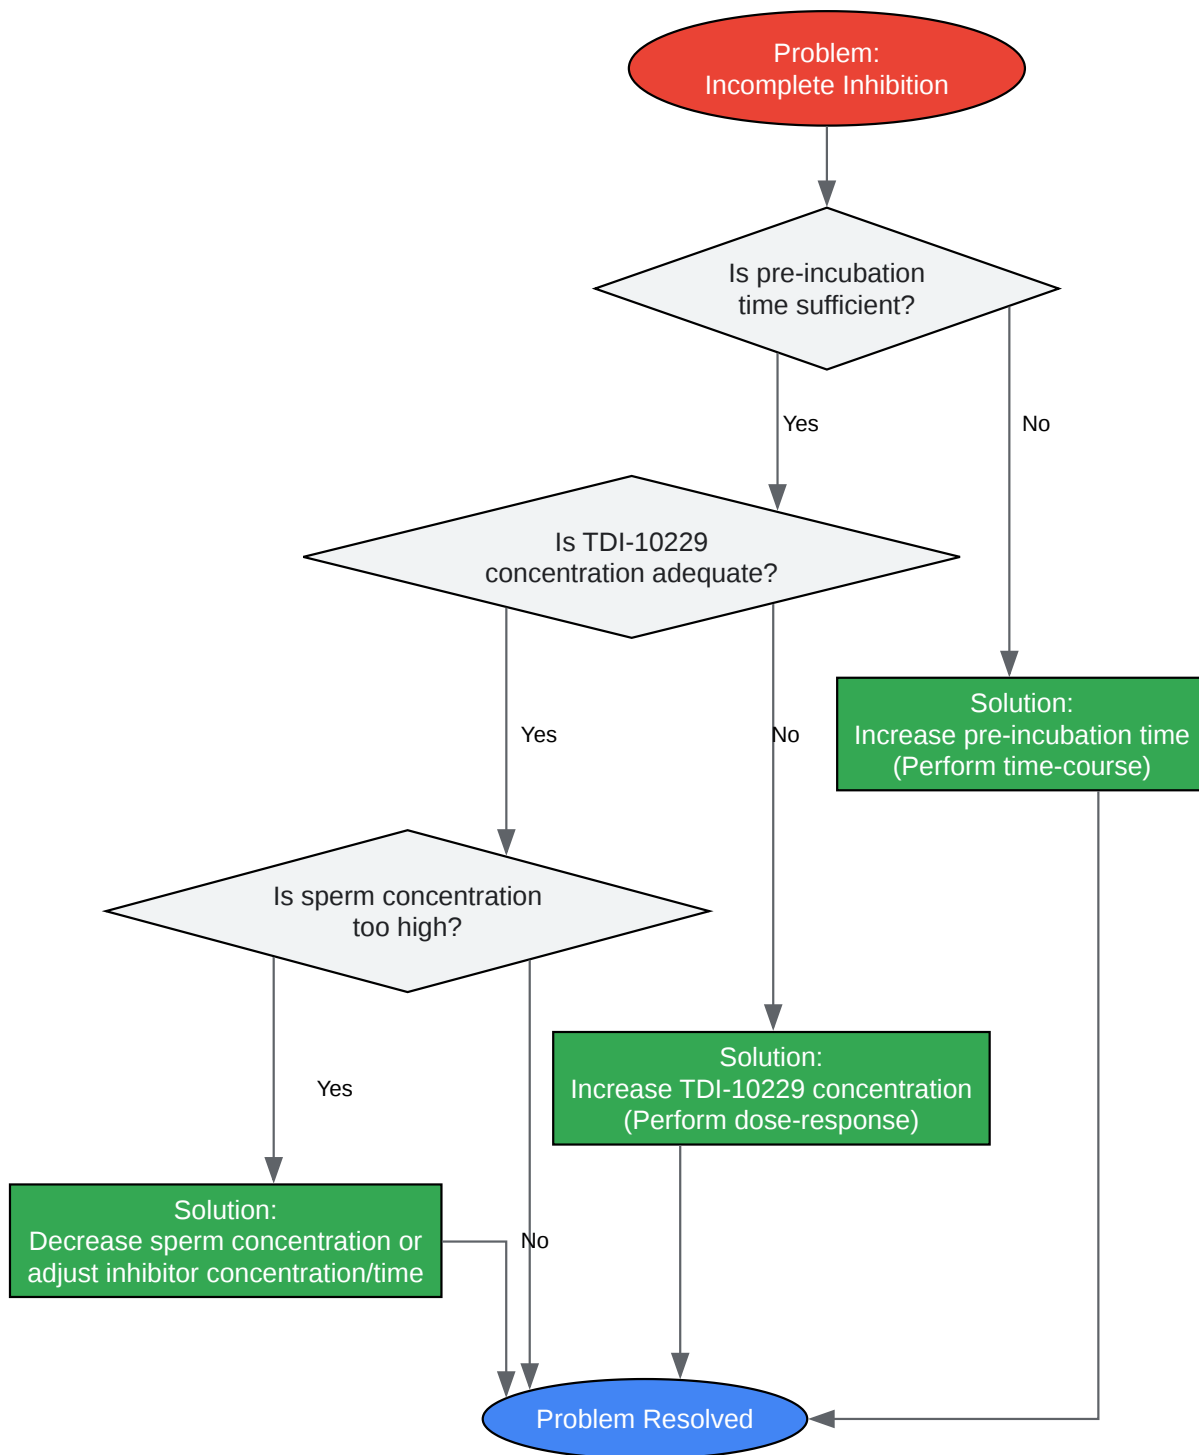 Problem:
Incomplete Inhibition
Is pre-incubation
time sufficient?
Yes
No
Is TDI-10229
concentration adequate?
Yes
No
Solution:
Increase pre-incubation time
(Perform time-course)
Is sperm concentration
too high?
Yes
No
Solution:
Increase TDI-10229 concentration
(Perform dose-response)
Solution:
Decrease sperm concentration or
adjust inhibitor concentration/time
Problem Resolved